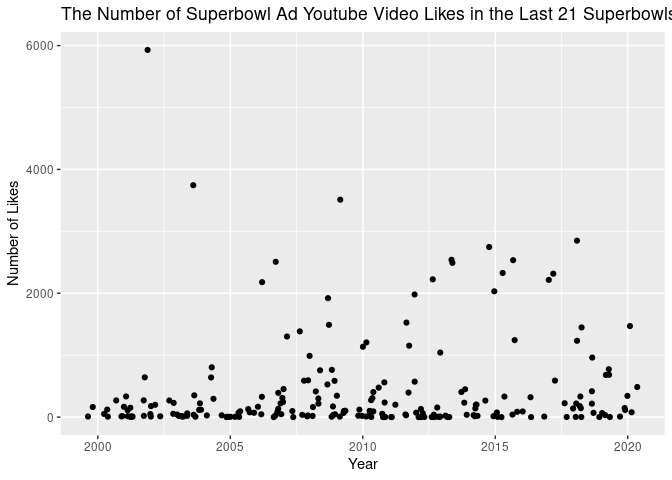 The Number of Superbowl Ad Youtube Video Likes in the Last 21 Superbowls
6000
4000
2000
0
Number of Likes
2000 2005 2010 2015 2020
Year